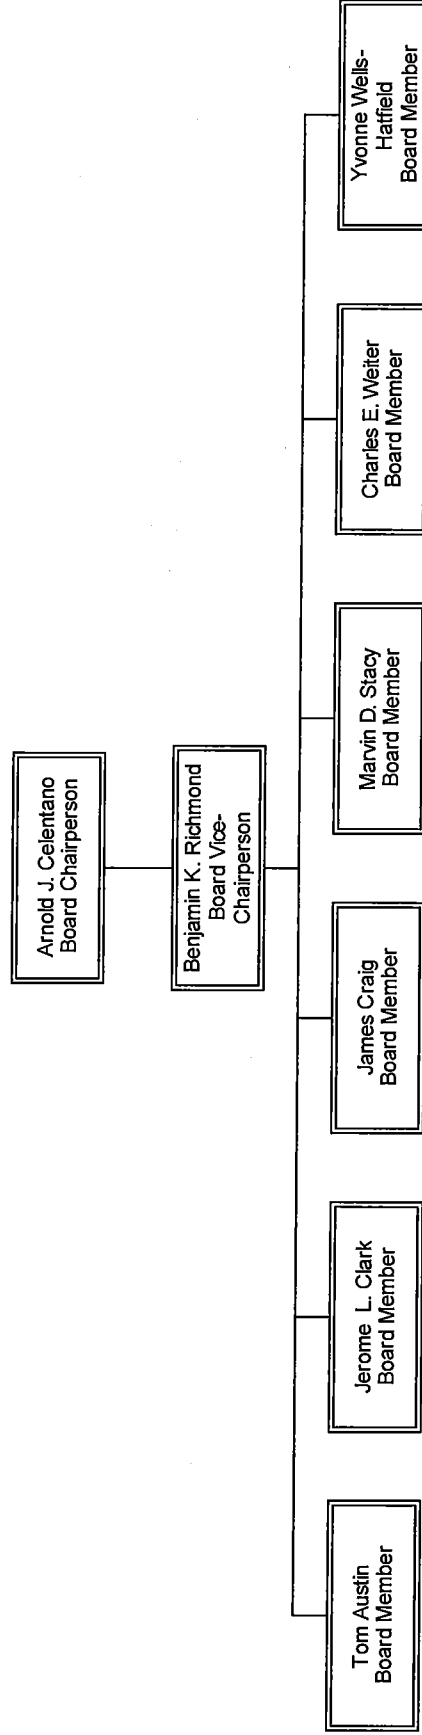 Arnold J. Celentano
Board Chairperson
Benjamin K. Richmond
Board Vice-
Chairperson
Tom Austin
Board Member
Jerome L. Clark
Board Member
James Craig
Board Member
Marvin D. Stacy
Board Member
Charles E. Weiter
Board Member
Yvonne Wells-
Hatfield
Board Member